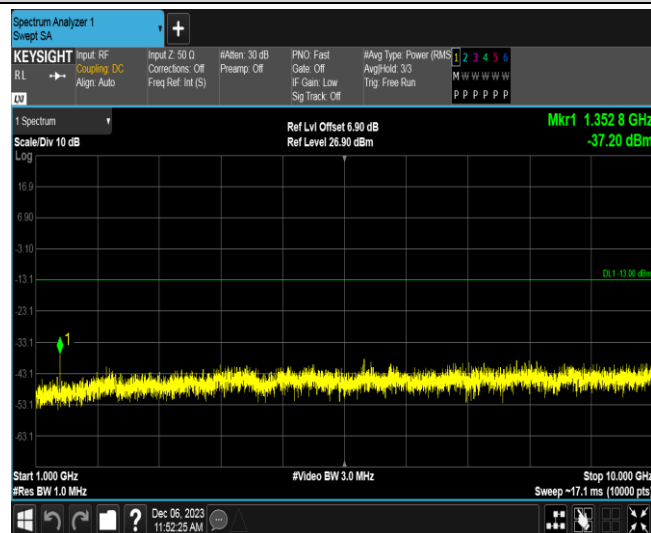 Spectrum Analyzer 1
Swept SA
+
KEYSIGHT Input: RF Input Z: 50 Ω #Atten: 30 dB PNO: Fast #Avg Type: Power (RMS 1 2 3 4 5 6
RL Coupling: DC Corrections: Off Preamp: Off Gate: Off Avg|Hold: 3/3 M W W W W W
Align: Auto Freq Ref: Int (S) IF Gain: Low Trig: Free Run
Sig Track: Off P P P P P P
LXI
1 Spectrum Ref Lvl Offset 6.90 dB Mkr1 1.352 8 GHz
Scale/Div 10 dB Ref Level 26.90 dBm -37.20 dBm
Log
16.9
6.90
-3.10
-13.1 DL1 -13.00 dBm
-23.1
-33.1
1
-43.1
-53.1
-63.1
Start 1.000 GHz #Video BW 3.0 MHz Stop 10.000 GHz
#Res BW 1.0 MHz Sweep ~17.1 ms (10000 pts)
? Dec 06, 2023
11:52:25 AM